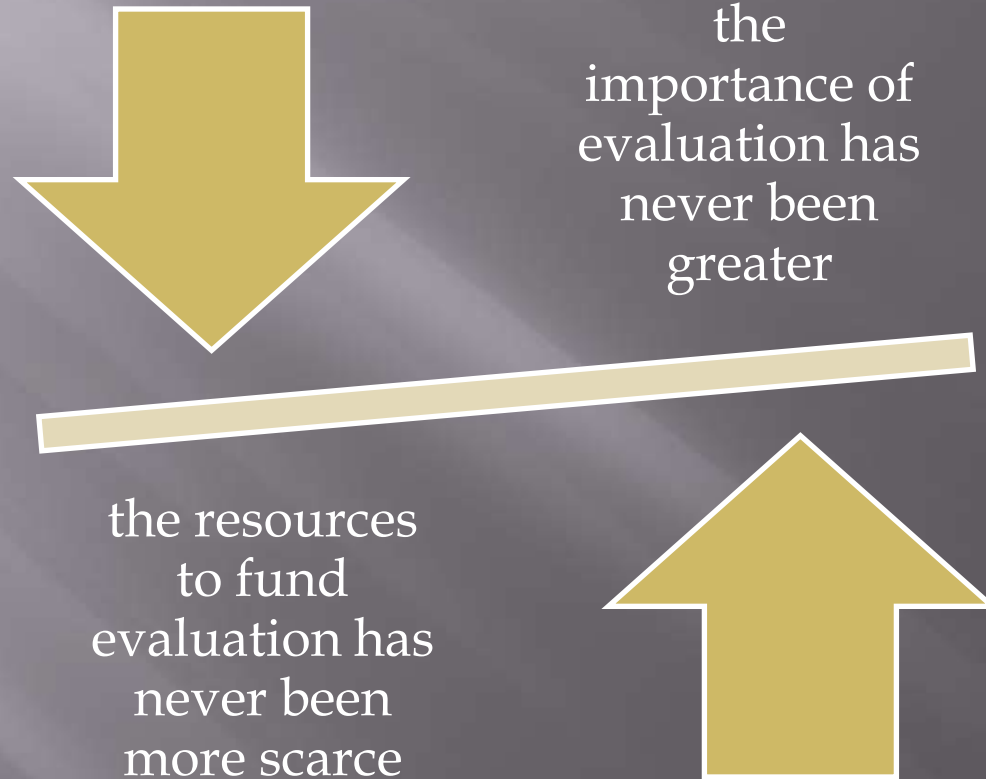 the
importance of
evaluation has
never been
greater
the resources
to fund
evaluation has
never been
more scarce